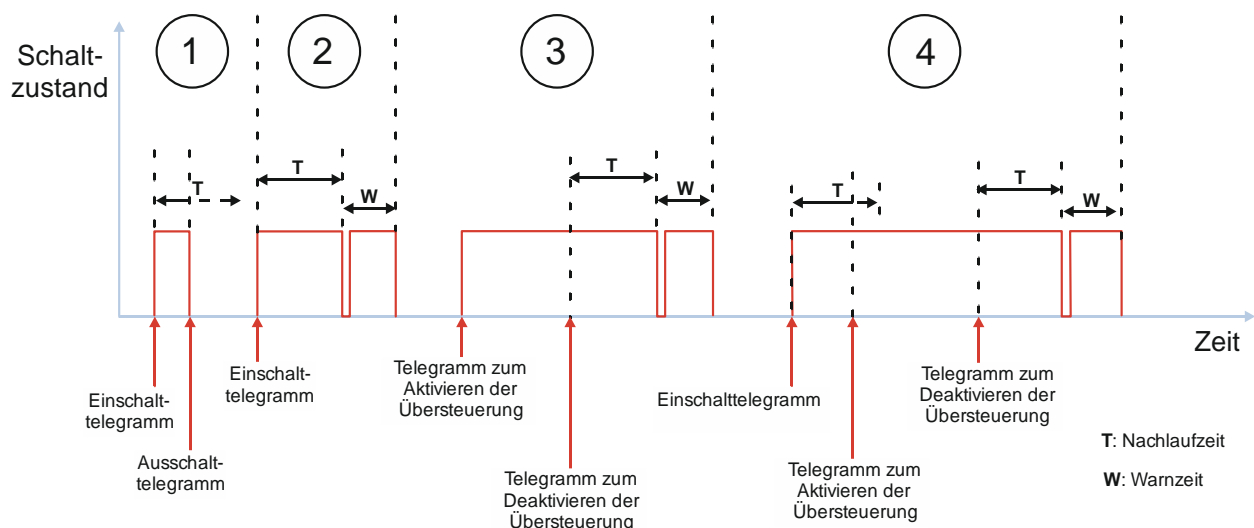 1
2
3
4
Schalt-
zustand
T
T
W
T
W
T
T
W
Zeit
Einschalt-
telegramm
Ausschalt-
telegramm
Einschalt-
telegramm
Telegramm zum
Aktivieren der
Übersteuerung
Telegramm zum
Deaktivieren der
Übersteuerung
Einschalttelegramm
Telegramm zum
Aktivieren der
Übersteuerung
Telegramm zum
Deaktivieren der
Übersteuerung
T: Nachlaufzeit
W: Warnzeit